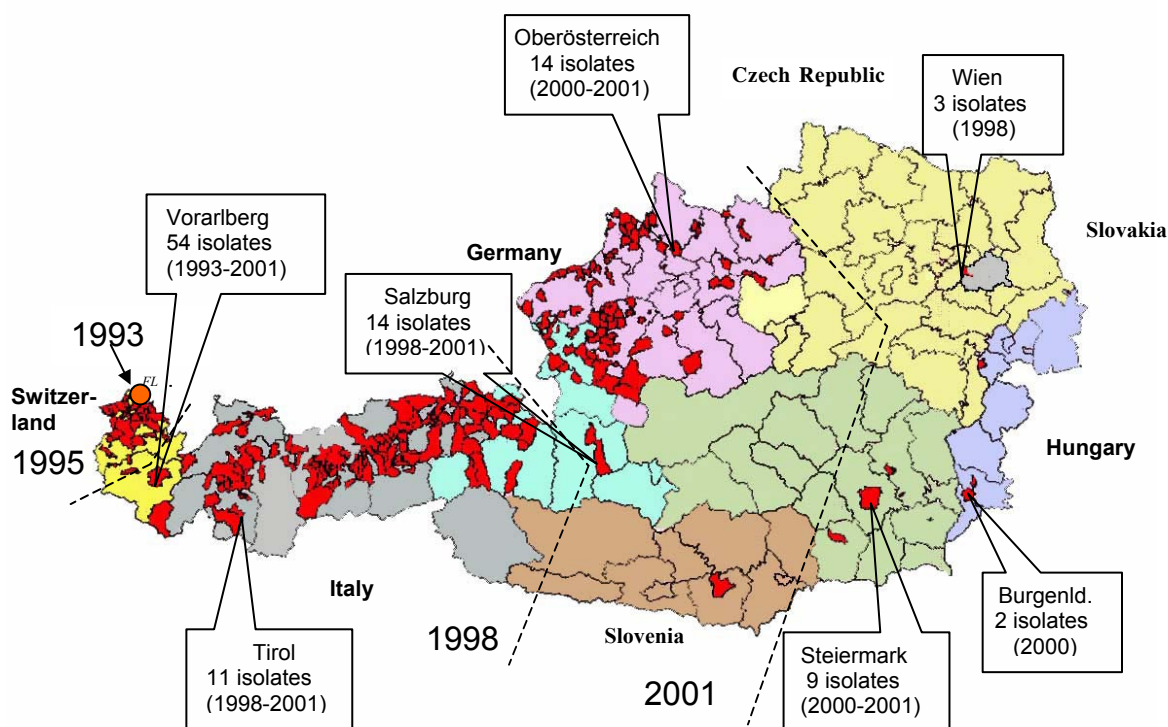 Oberösterreich
14 isolates
(2000-2001)
Czech Republic
Wien
3 isolates
(1998)
Vorarlberg
54 isolates
(1993-2001)
Germany
Slovakia
Salzburg
14 isolates
(1998-2001)
1993
FL
Switzer-
land
1995
Hungary
Italy
1998
Slovenia
2001
Tirol
11 isolates
(1998-2001)
Steiermark
9 isolates
(2000-2001)
Burgenld.
2 isolates
(2000)